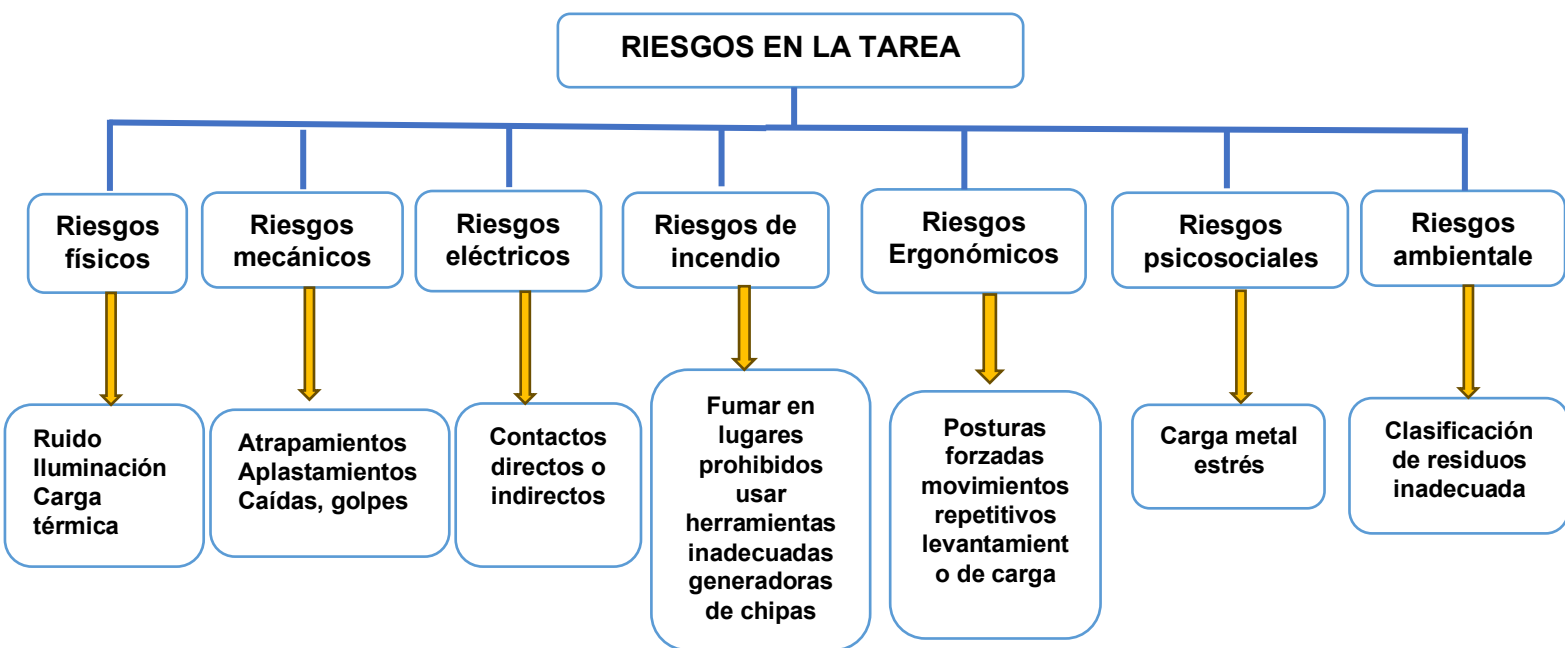 RIESGOS EN LA TAREA
Riesgos
físicos
Riesgos
mecánicos
Riesgos
eléctricos
Riesgos de
incendio
Riesgos
Ergonómicos
Riesgos
psicosociales
Riesgos
ambientale
Ruido
Iluminación
Carga
térmica
Atrapamientos
Aplastamientos
Caídas, golpes
Contactos
directos o
indirectos
Fumar en
lugares
prohibidos
usar
herramientas
inadecuadas
generadoras
de chipas
Posturas
forzadas
movimientos
repetitivos
levantamient
o de carga
Carga metal
estrés
Clasificación
de residuos
inadecuada